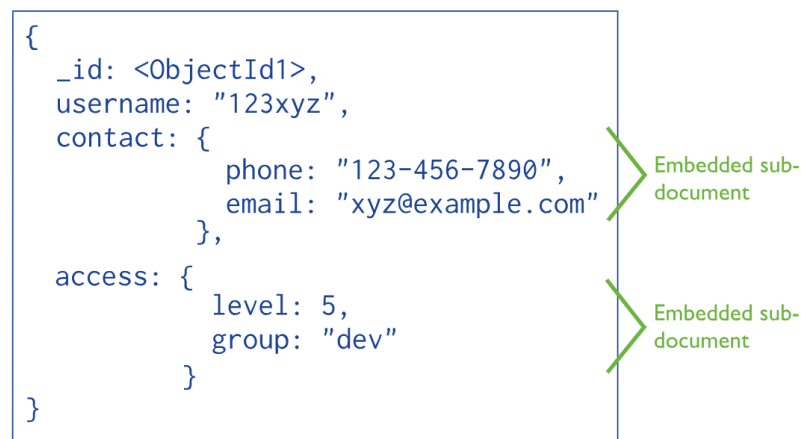 {
_id: <ObjectId1>,
username: "123xyz",
contact: {
phone: "123-456-7890",
email: "xyz@example.com"
},
access: {
level: 5,
group: "dev"
}
}
Embedded sub-
document
Embedded sub-
document